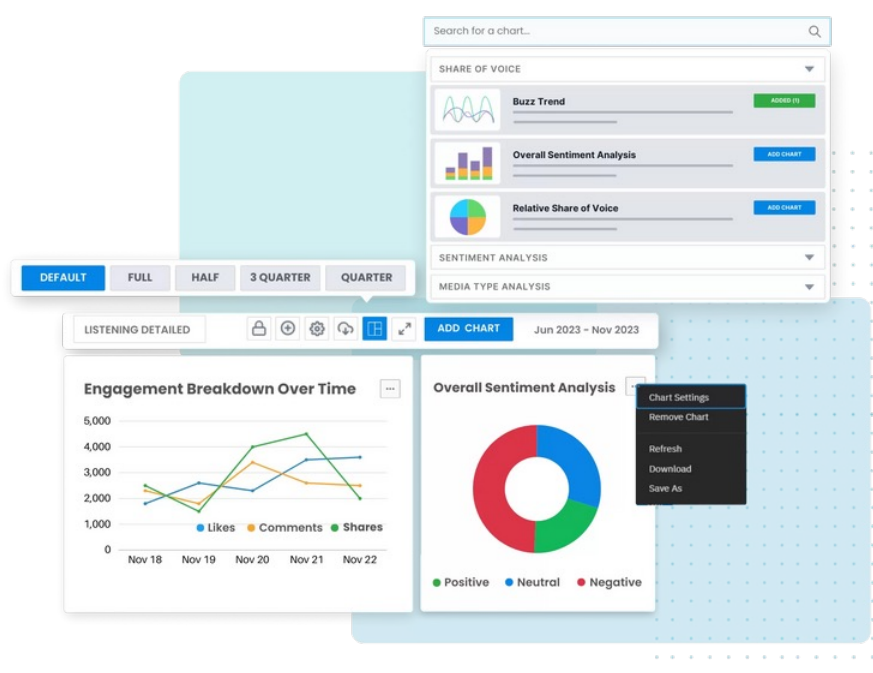 Search for a chart...
SHARE OF VOICE
Buzz Trend
ADDED (1)
Overall Sentiment Analysis
ADD CHART
Relative Share of Voice
ADD CHART
SENTIMENT ANALYSIS
MEDIA TYPE ANALYSIS
DEFAULT FULL HALF 3 QUARTER QUARTER
LISTENING DETAILED ADD CHART Jun 2023 - Nov 2023
Engagement Breakdown Over Time
5,000
4,000
3,000
2,000
1,000
0
Likes Comments Shares
Nov 18 Nov 19 Nov 20 Nov 21 Nov 22
Overall Sentiment Analysis
Positive Neutral Negative
Chart Settings
Remove Chart
Refresh
Download
Save As